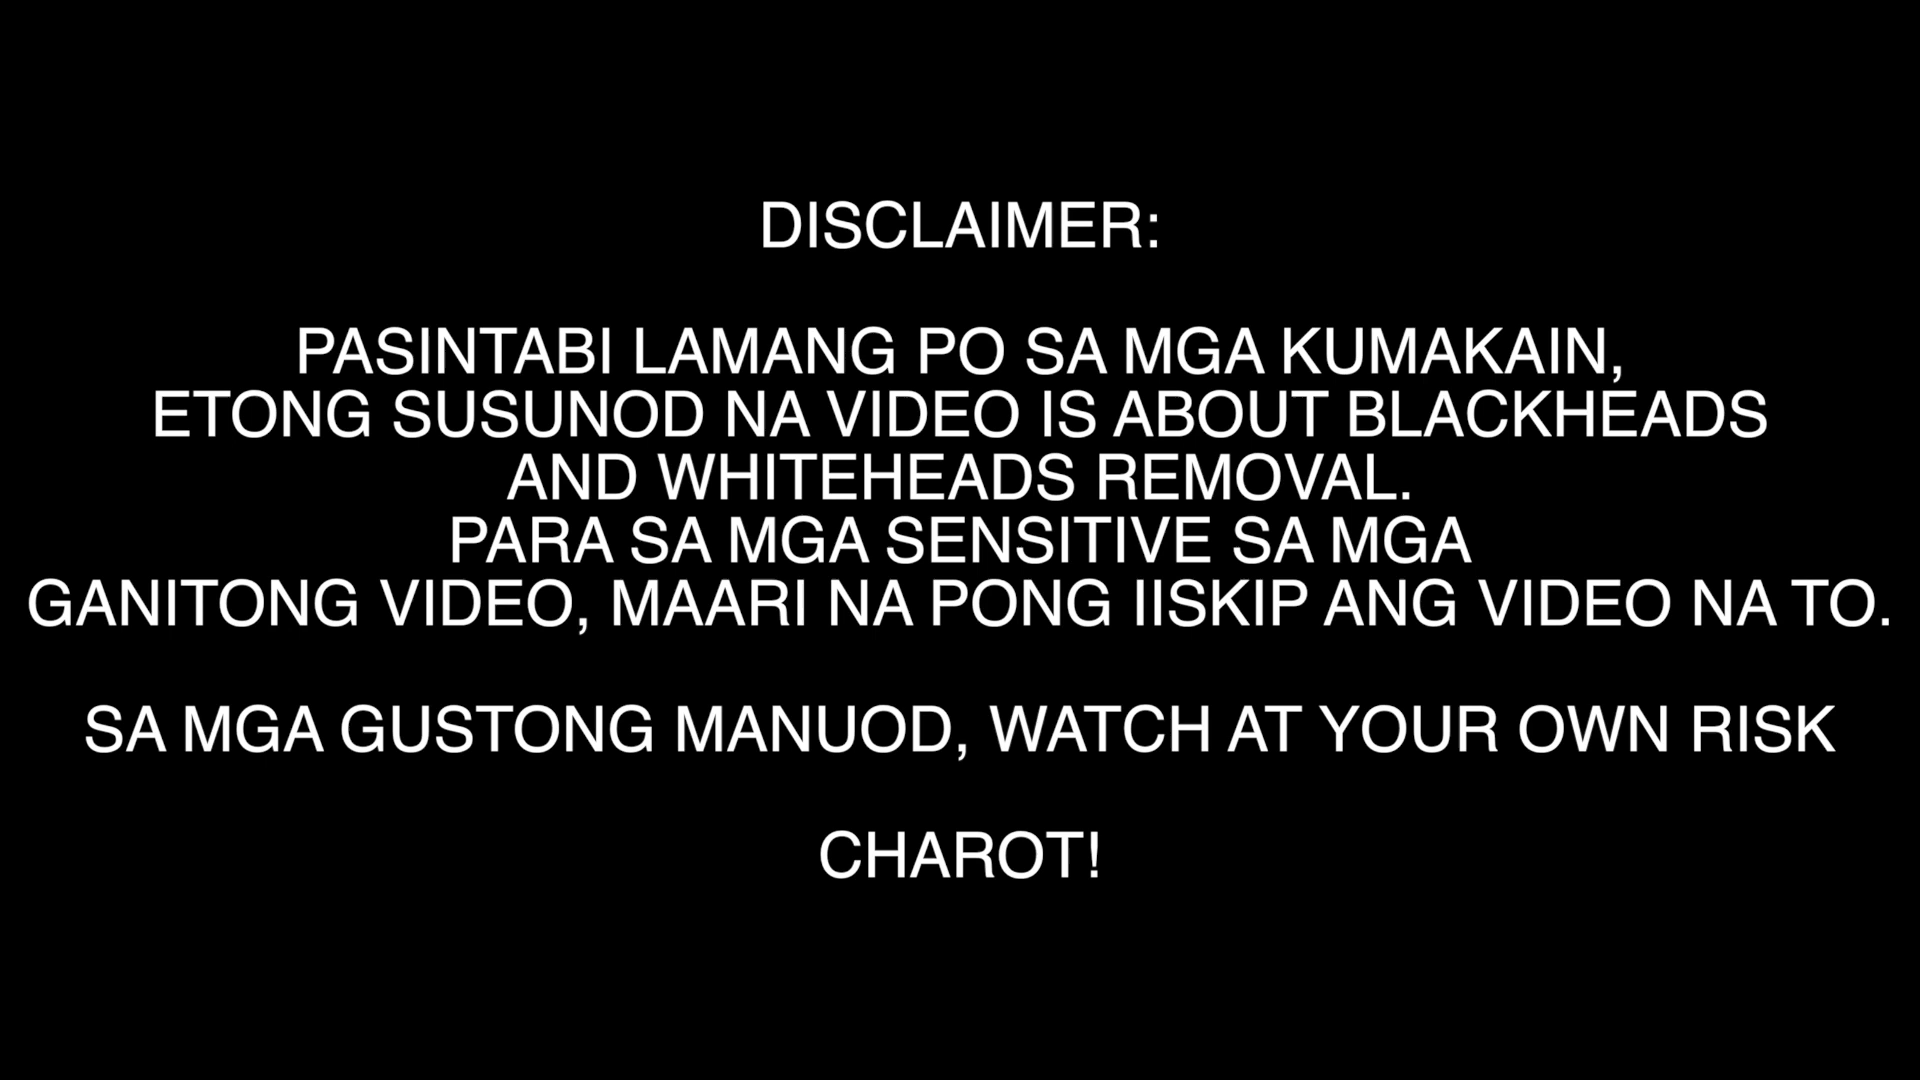 DISCLAIMER:
PASINTABI LAMANG PO SA MGA KUMAKAIN,
ETONG SUSUNOD NA VIDEO IS ABOUT BLACKHEADS
AND WHITEHEADS REMOVAL.
PARA SA MGA SENSITIVE SA MGA
GANITONG VIDEO, MAARI NA PONG IISKIP ANG VIDEO NA TO.
SA MGA GUSTONG MANUOD, WATCH AT YOUR OWN RISK
CHAROT!